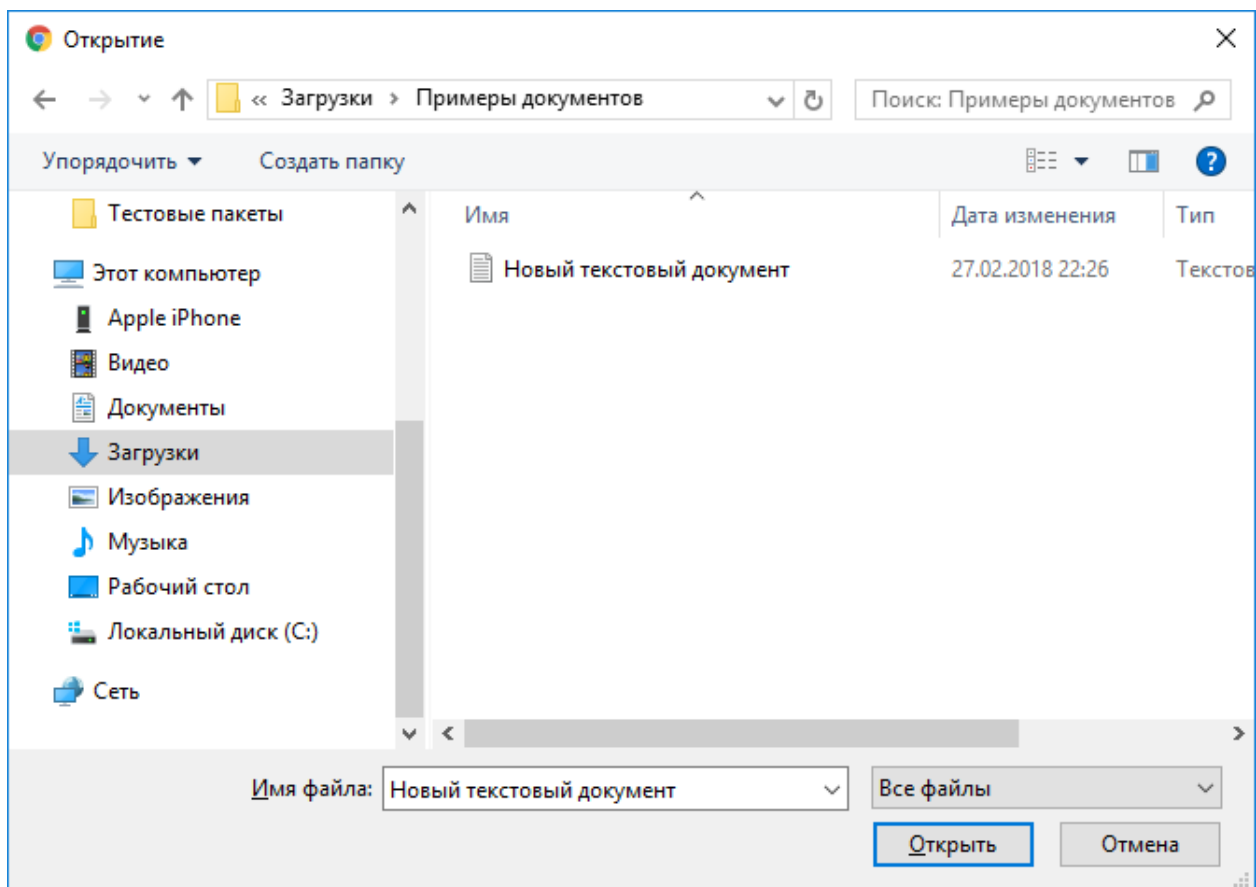 Открытие
« Загрузки > Примеры документов
Поиск: Примеры документов
Упорядочить
Создать папку
?
Тестовые пакеты
Этот компьютер
Apple iPhone
Видео
Документы
Загрузки
Изображения
Музыка
Рабочий стол
Локальный диск (C:)
Сеть
Имя Дата изменения Тип
Новый текстовый документ 27.02.2018 22:26 Текстов
Имя файла: Новый текстовый документ
Все файлы
Открыть
Отмена